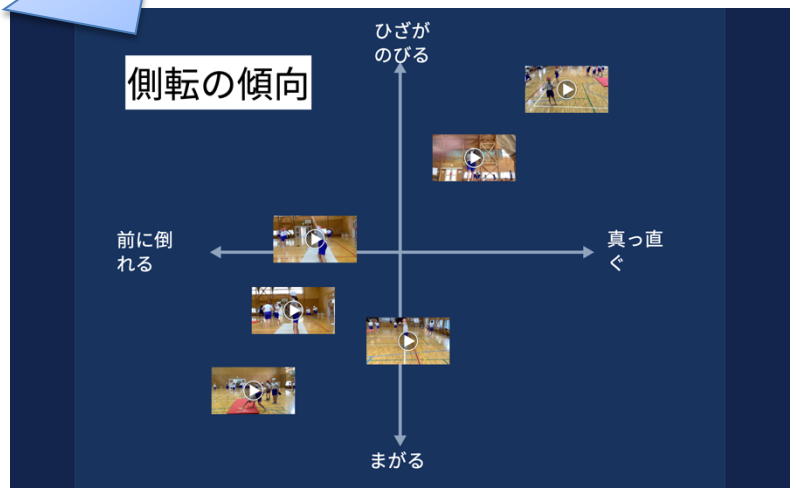 ひざが
のびる
側転の傾向
前に倒
れる
真っ直
ぐ
まがる